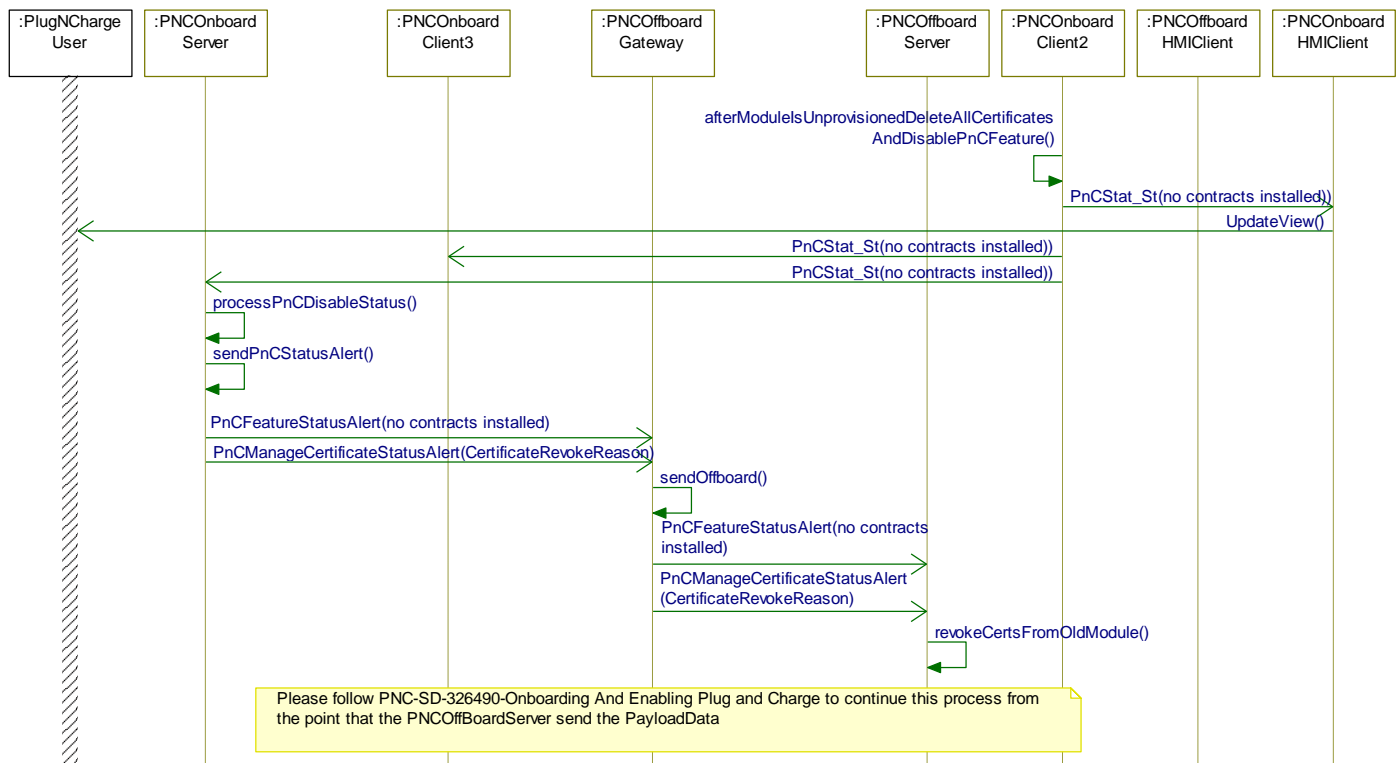 :PlugNCharge
User
:PNCOnboard
Server
:PNCOnboard
Client3
:PNCOffboard
Gateway
:PNCOffboard
Server
:PNCOnboard
Client2
:PNCOffboard
HMIClient
:PNCOnboard
HMIClient
afterModuleIsUnprovisionedDeleteAllCertificates
AndDisablePnCFeature()
PnCStat_St(no contracts installed))
UpdateView()
PnCStat_St(no contracts installed))
PnCStat_St(no contracts installed))
processPnCDisableStatus()
sendPnCStatusAlert()
PnCFeatureStatusAlert(no contracts installed)
PnCManageCertificateStatusAlert(CertificateRevokeReason)
sendOffboard()
PnCFeatureStatusAlert(no contracts
installed)
PnCManageCertificateStatusAlert
(CertificateRevokeReason)
revokeCertsFromOldModule()
Please follow PNC-SD-326490-Onboarding And Enabling Plug and Charge to continue this process from
the point that the PNCOffBoardServer send the PayloadData